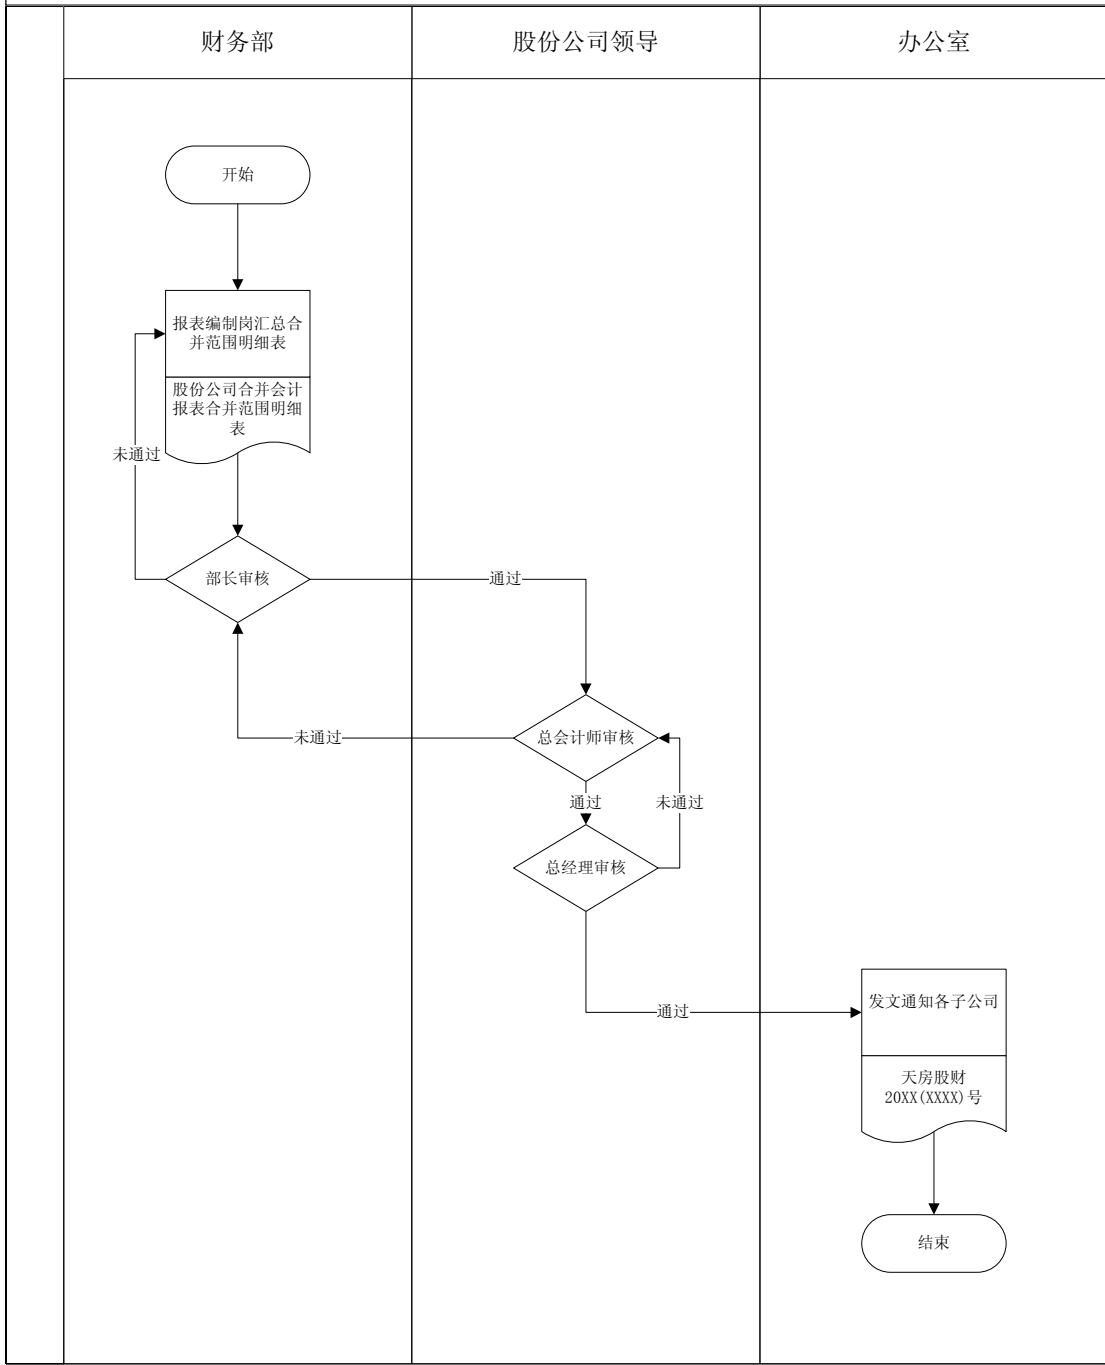 财务部
股份公司领导
办公室
开始
报表编制岗汇总合
并范围明细表
股份公司合并会计
报表合并范围明细
表
未通过
部长审核
通过
总会计师审核
未通过
通过
未通过
总经理审核
通过
发文通知各子公司
天房股财
20XX(XXXX)号
结束